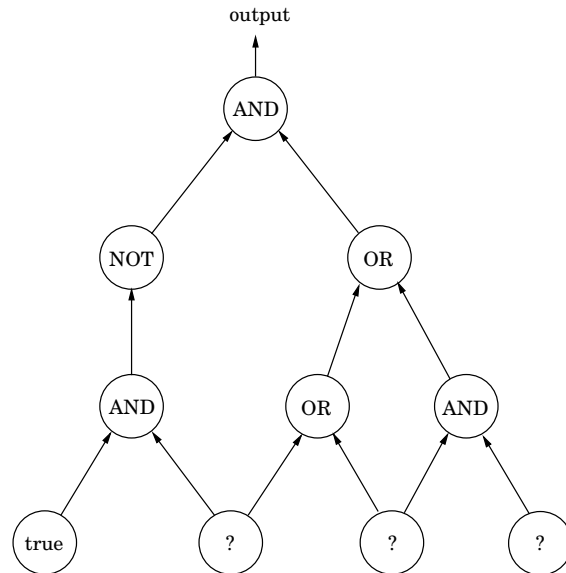 output
AND
NOT OR
AND OR AND
true ? ? ?